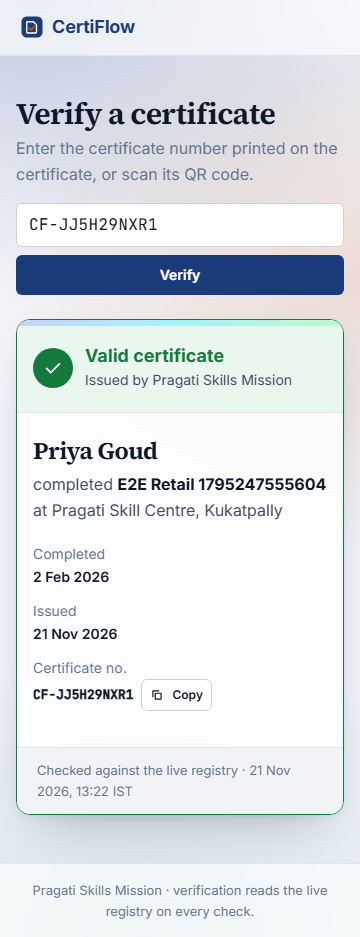 CertiFlow
Verify a certificate
Enter the certificate number printed on the
certificate, or scan its QR code.
CF-JJ5H29NXR1
Verify
Valid certificate
Issued by Pragati Skills Mission
Priya Goud
completed E2E Retail 1795247555604
at Pragati Skill Centre, Kukatpally
Completed
2 Feb 2026
Issued
21 Nov 2026
Certificate no.
CF-JJ5H29NXR1 Copy
Checked against the live registry · 21 Nov
2026, 13:22 IST
Pragati Skills Mission · verification reads the live
registry on every check.